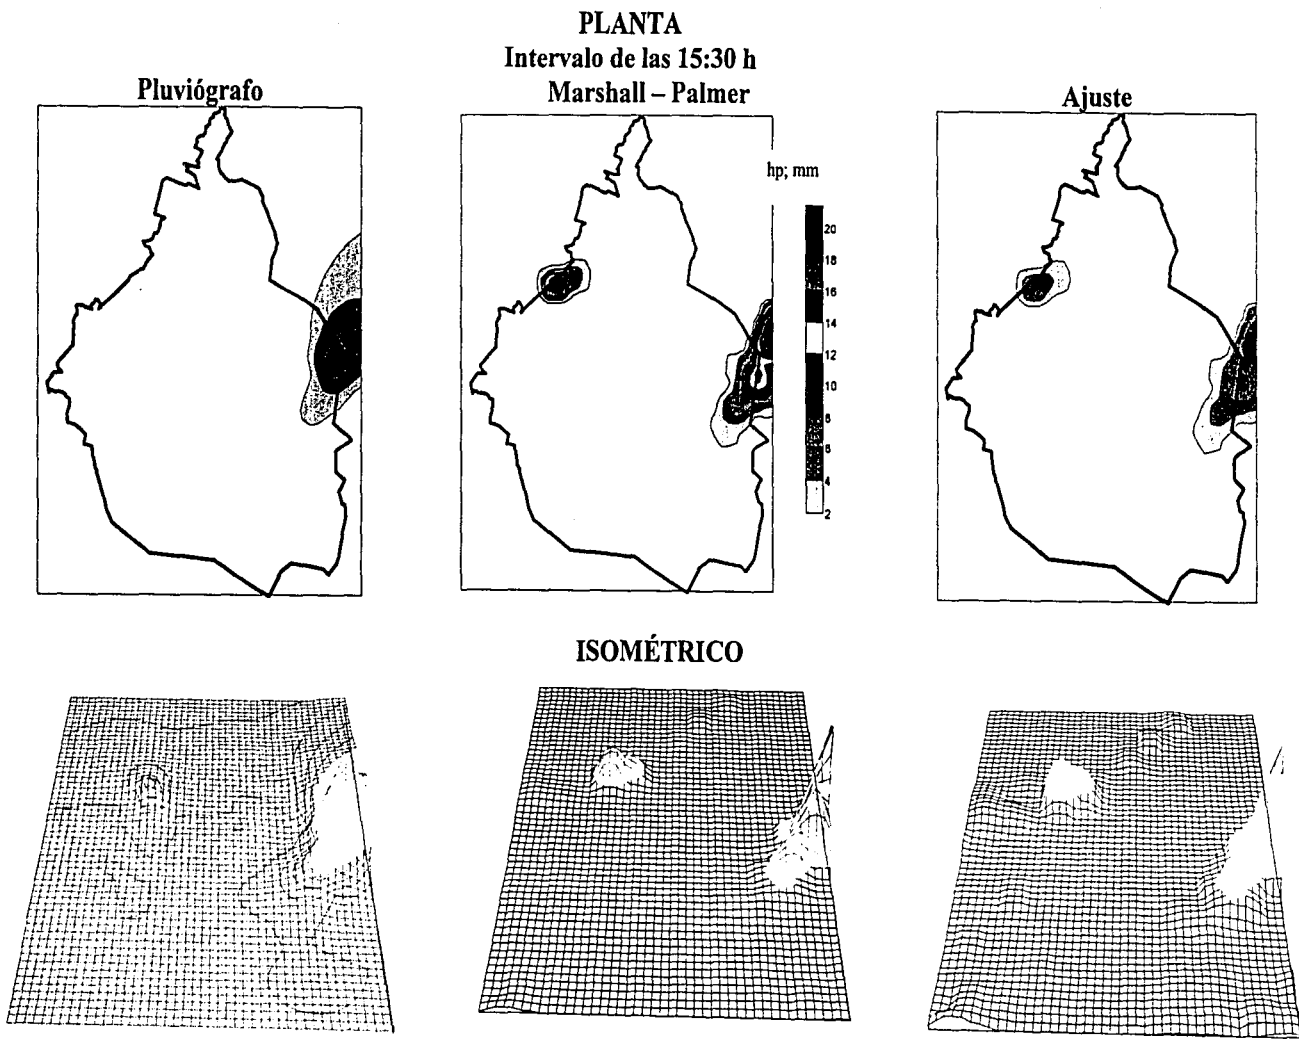 PLANTA
Intervalo de las 15:30 h
Pluviógrafo
Marshall – Palmer
Ajuste
hp; mm
20
18
16
14
12
10
8
6
4
2
ISOMÉTRICO